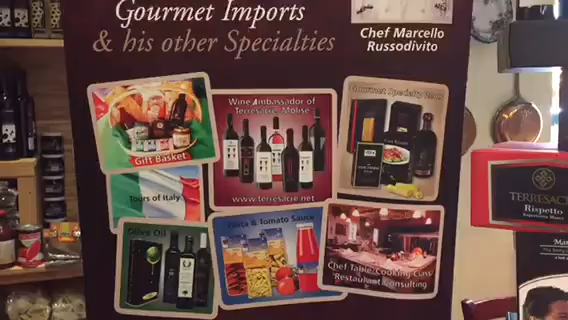 Gourmet Imports
& his other Specialties
Chef Marcello
Russodivito
Gift Basket
Wine Ambassador of
Terresacre, Molise
www.terresacre.net
Gourmet Specialty Items
Tours of Italy
Olive Oil
Pasta & Tomato Sauce
Chef Table, Cooking Class
Restaurant Consulting
TERRESACRE
Rispetto